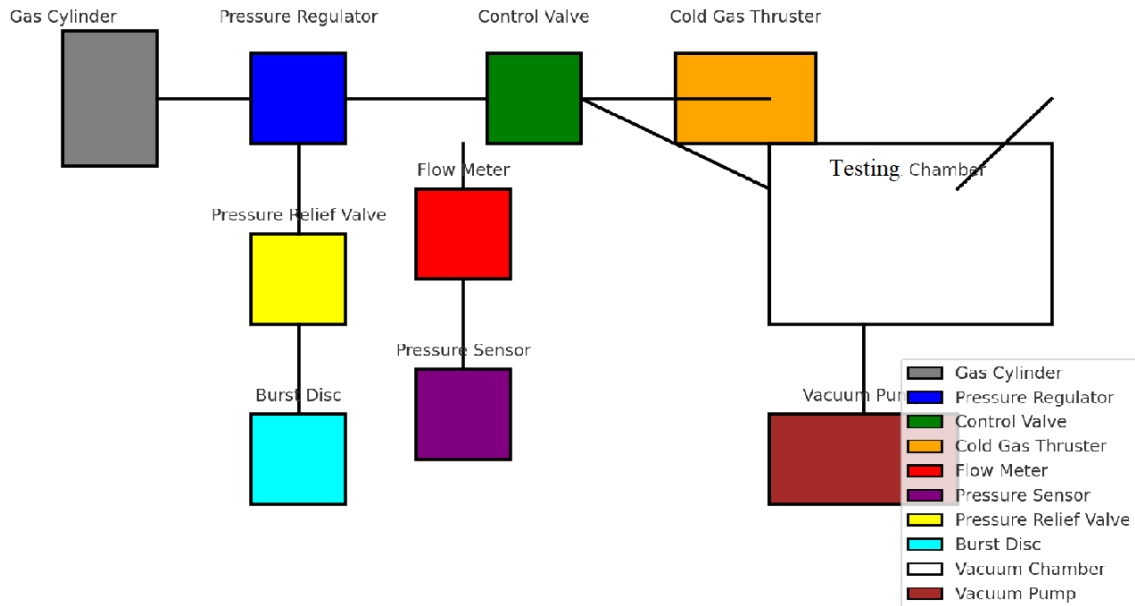 Gas Cylinder
Pressure Regulator
Control Valve
Cold Gas Thruster
Flow Meter
Testing. Chamber
Pressure Relief Valve
Pressure Sensor
Burst Disc
Vacuum Pum
Gas Cylinder
Pressure Regulator
Control Valve
Cold Gas Thruster
Flow Meter
Pressure Sensor
Pressure Relief Valve
Burst Disc
Vacuum Chamber
Vacuum Pump